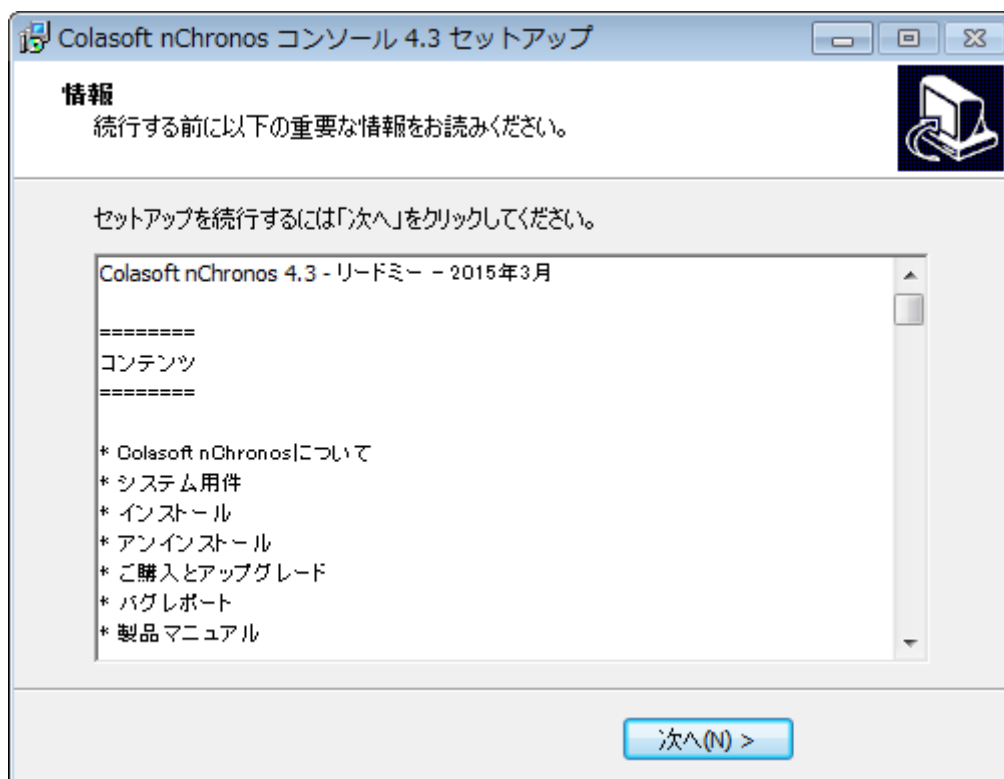 Colasoft nChronos コンソール 4.3 セットアップ
情報
続行する前に以下の重要な情報をお読みください。
セットアップを続行するには「次へ」をクリックしてください。
Colasoft nChronos 4.3 - リードミー - 2015年3月
========
コンテンツ
========
* Colasoft nChronosについて
* システム用件
* インストール
* アンインストール
* ご購入とアップグレード
* バグレポート
* 製品マニュアル
次へ(N) >